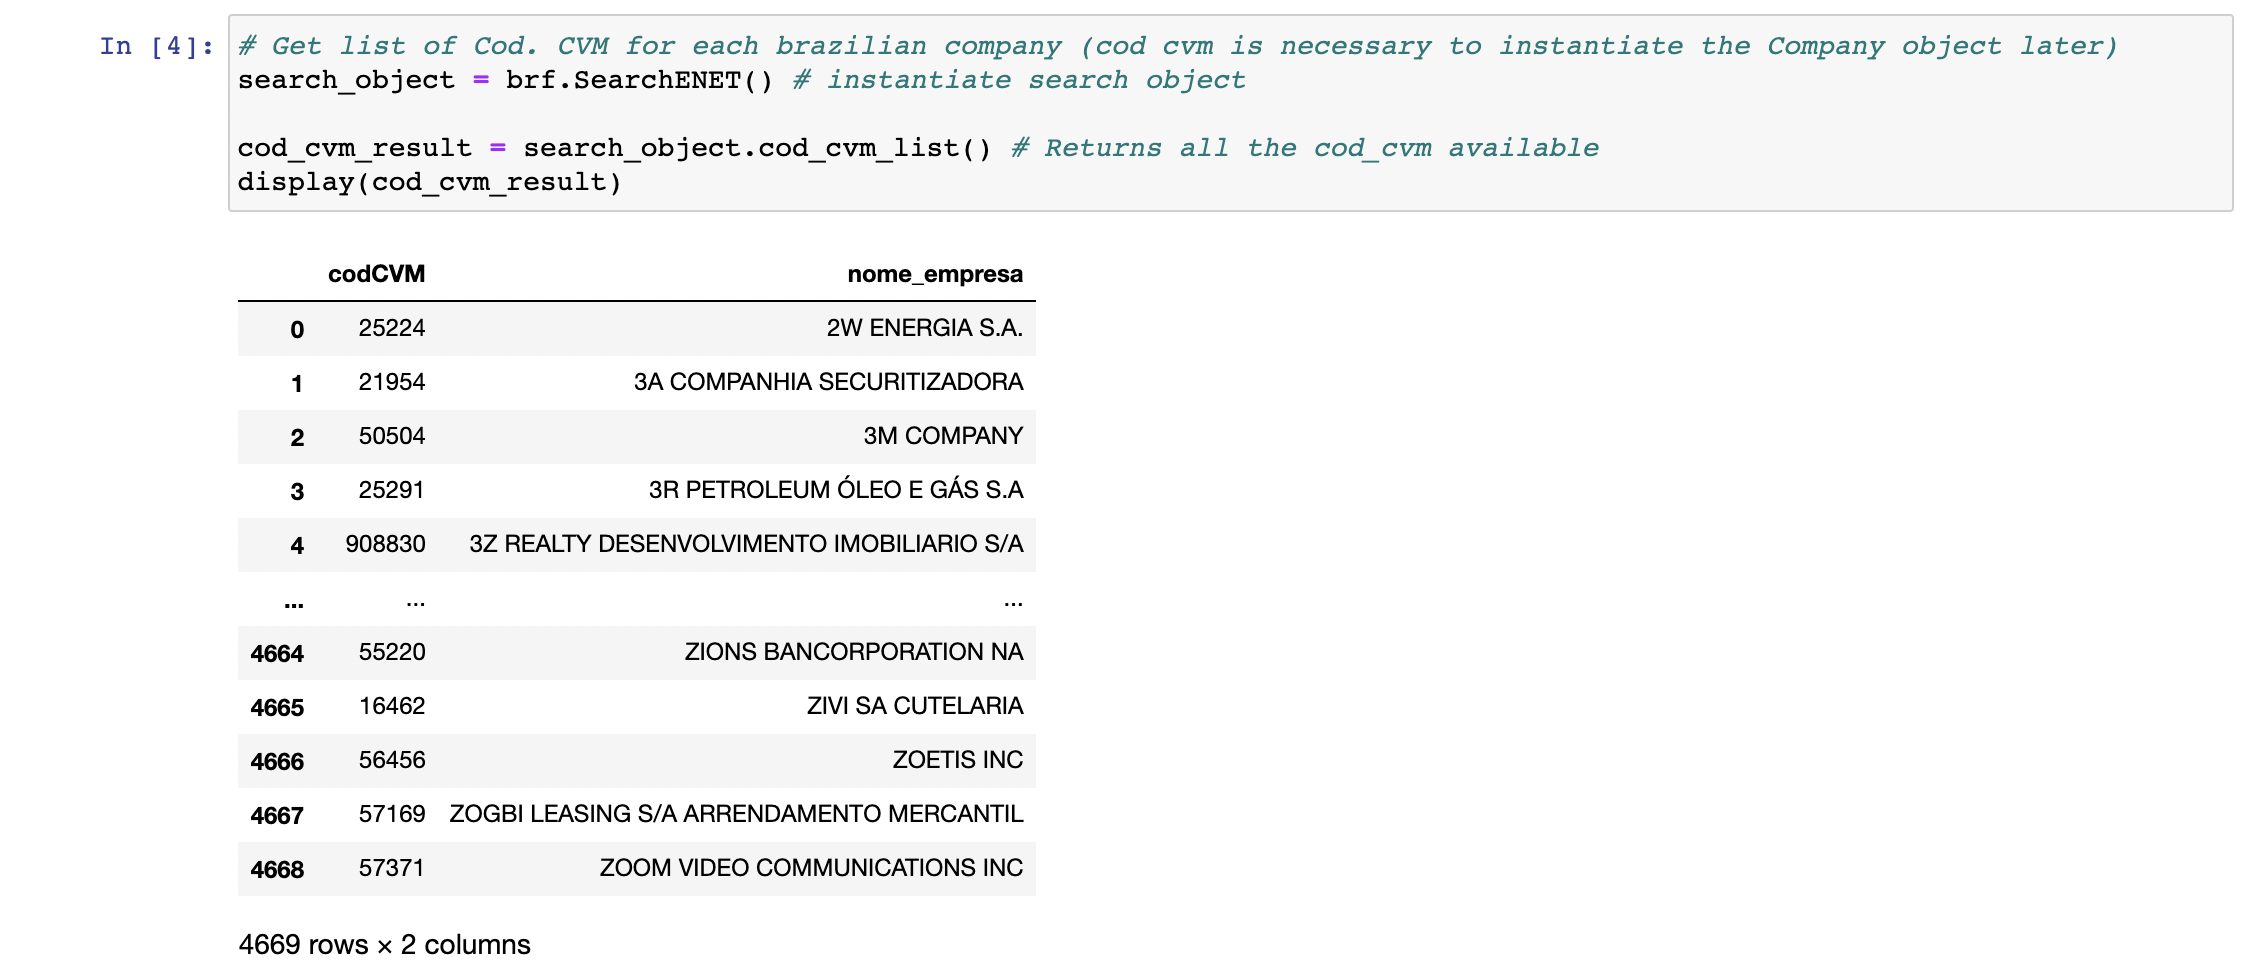 In [4]: # Get list of Cod. CVM for each brazilian company (cod cvm is necessary to instantiate the Company object later)
search_object = brf.SearchENET() # instantiate search object
cod_cvm_result = search_object.cod_cvm_list() # Returns all the cod_cvm available
display(cod_cvm_result)
codCVM nome_empresa
0 25224 2W ENERGIA S.A.
1 21954 3A COMPANHIA SECURITIZADORA
2 50504 3M COMPANY
3 25291 3R PETROLEUM ÓLEO E GÁS S.A
4 908830 3Z REALTY DESENVOLVIMENTO IMOBILIARIO S/A
... ... ...
4664 55220 ZIONS BANCORPORATION NA
4665 16462 ZIVI SA CUTELARIA
4666 56456 ZOETIS INC
4667 57169 ZOGBI LEASING S/A ARRENDAMENTO MERCANTIL
4668 57371 ZOOM VIDEO COMMUNICATIONS INC
4669 rows × 2 columns